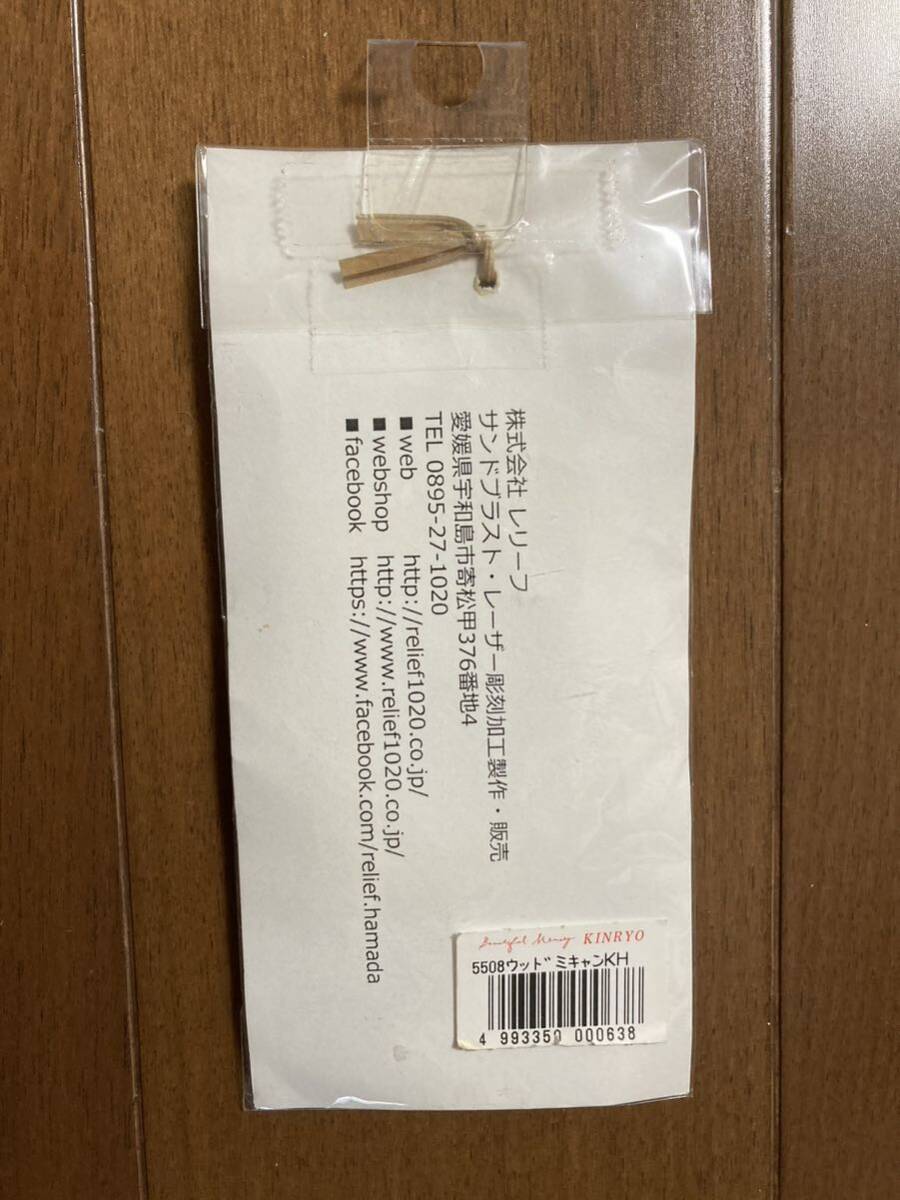 株式会社 レリーフ
サンドブラスト・レーザー彫刻加工製作・販売
愛媛県宇和島市寄松甲376番地4
TEL 0895-27-1020
■web http://relief1020.co.jp/
■webshop http://www.relief1020.co.jp/
■facebook https://www.facebook.com/relief.hamada
Beautiful Memory KINRYO
5508ウッドミキャンKH
4 993350 000638